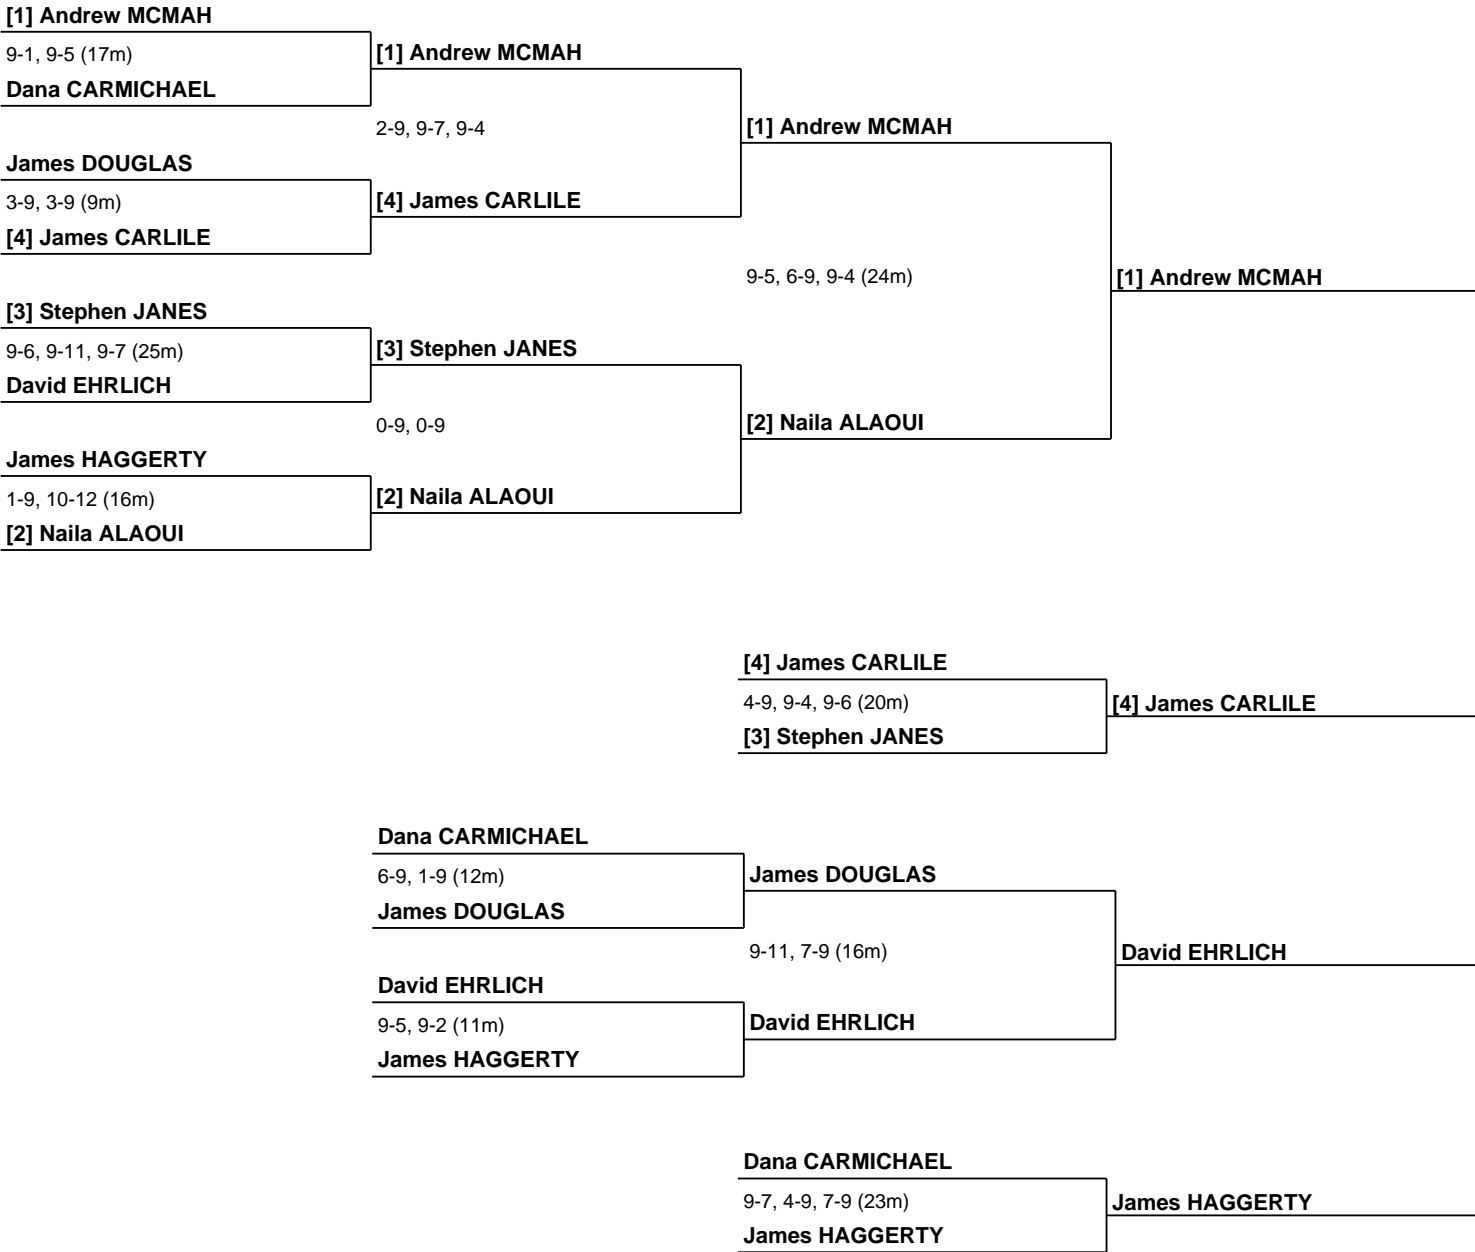 [1] Andrew MCMAH
9-1, 9-5 (17m)
Dana CARMICHAEL
[1] Andrew MCMAH
2-9, 9-7, 9-4
James DOUGLAS
3-9, 3-9 (9m)
[4] James CARLILE
[4] James CARLILE
[1] Andrew MCMAH
9-5, 6-9, 9-4 (24m)
[1] Andrew MCMAH
[3] Stephen JANES
9-6, 9-11, 9-7 (25m)
David EHRLICH
[3] Stephen JANES
0-9, 0-9
James HAGGERTY
1-9, 10-12 (16m)
[2] Naila ALAOUI
[2] Naila ALAOUI
[2] Naila ALAOUI
[4] James CARLILE
4-9, 9-4, 9-6 (20m)
[3] Stephen JANES
[4] James CARLILE
Dana CARMICHAEL
6-9, 1-9 (12m)
James DOUGLAS
James DOUGLAS
9-11, 7-9 (16m)
David EHRLICH
David EHRLICH
9-5, 9-2 (11m)
James HAGGERTY
David EHRLICH
Dana CARMICHAEL
9-7, 4-9, 7-9 (23m)
James HAGGERTY
James HAGGERTY